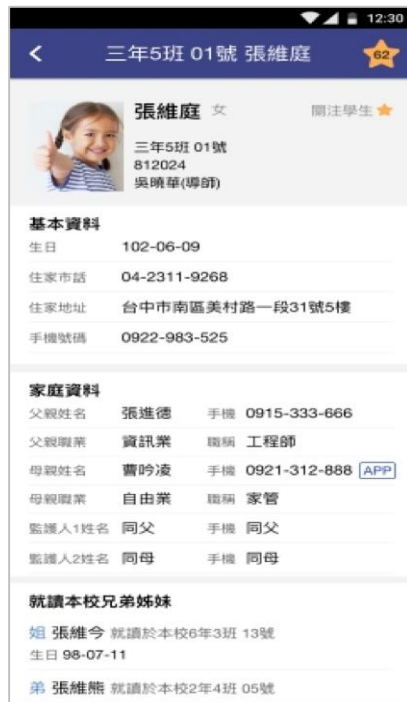 12:30
三年5班 01號 張維庭
62
張維庭 女 關注學生
三年5班 01號
812024
吳曉華(導師)
基本資料
生日 102-06-09
住家市話 04-2311-9268
住家地址 台中市南區美村路一段31號5樓
手機號碼 0922-983-525
家庭資料
父親姓名 張進德 手機 0915-333-666
父親職業 資訊業 職稱 工程師
母親姓名 曹吟凌 手機 0921-312-888 APP
母親職業 自由業 職稱 家管
監護人1姓名 同父 手機 同父
監護人2姓名 同母 手機 同母
就讀本校兄弟姊妹
姐 張維今 就讀於本校6年3班 13號
生日 98-07-11
弟 張維熊 就讀於本校2年4班 05號